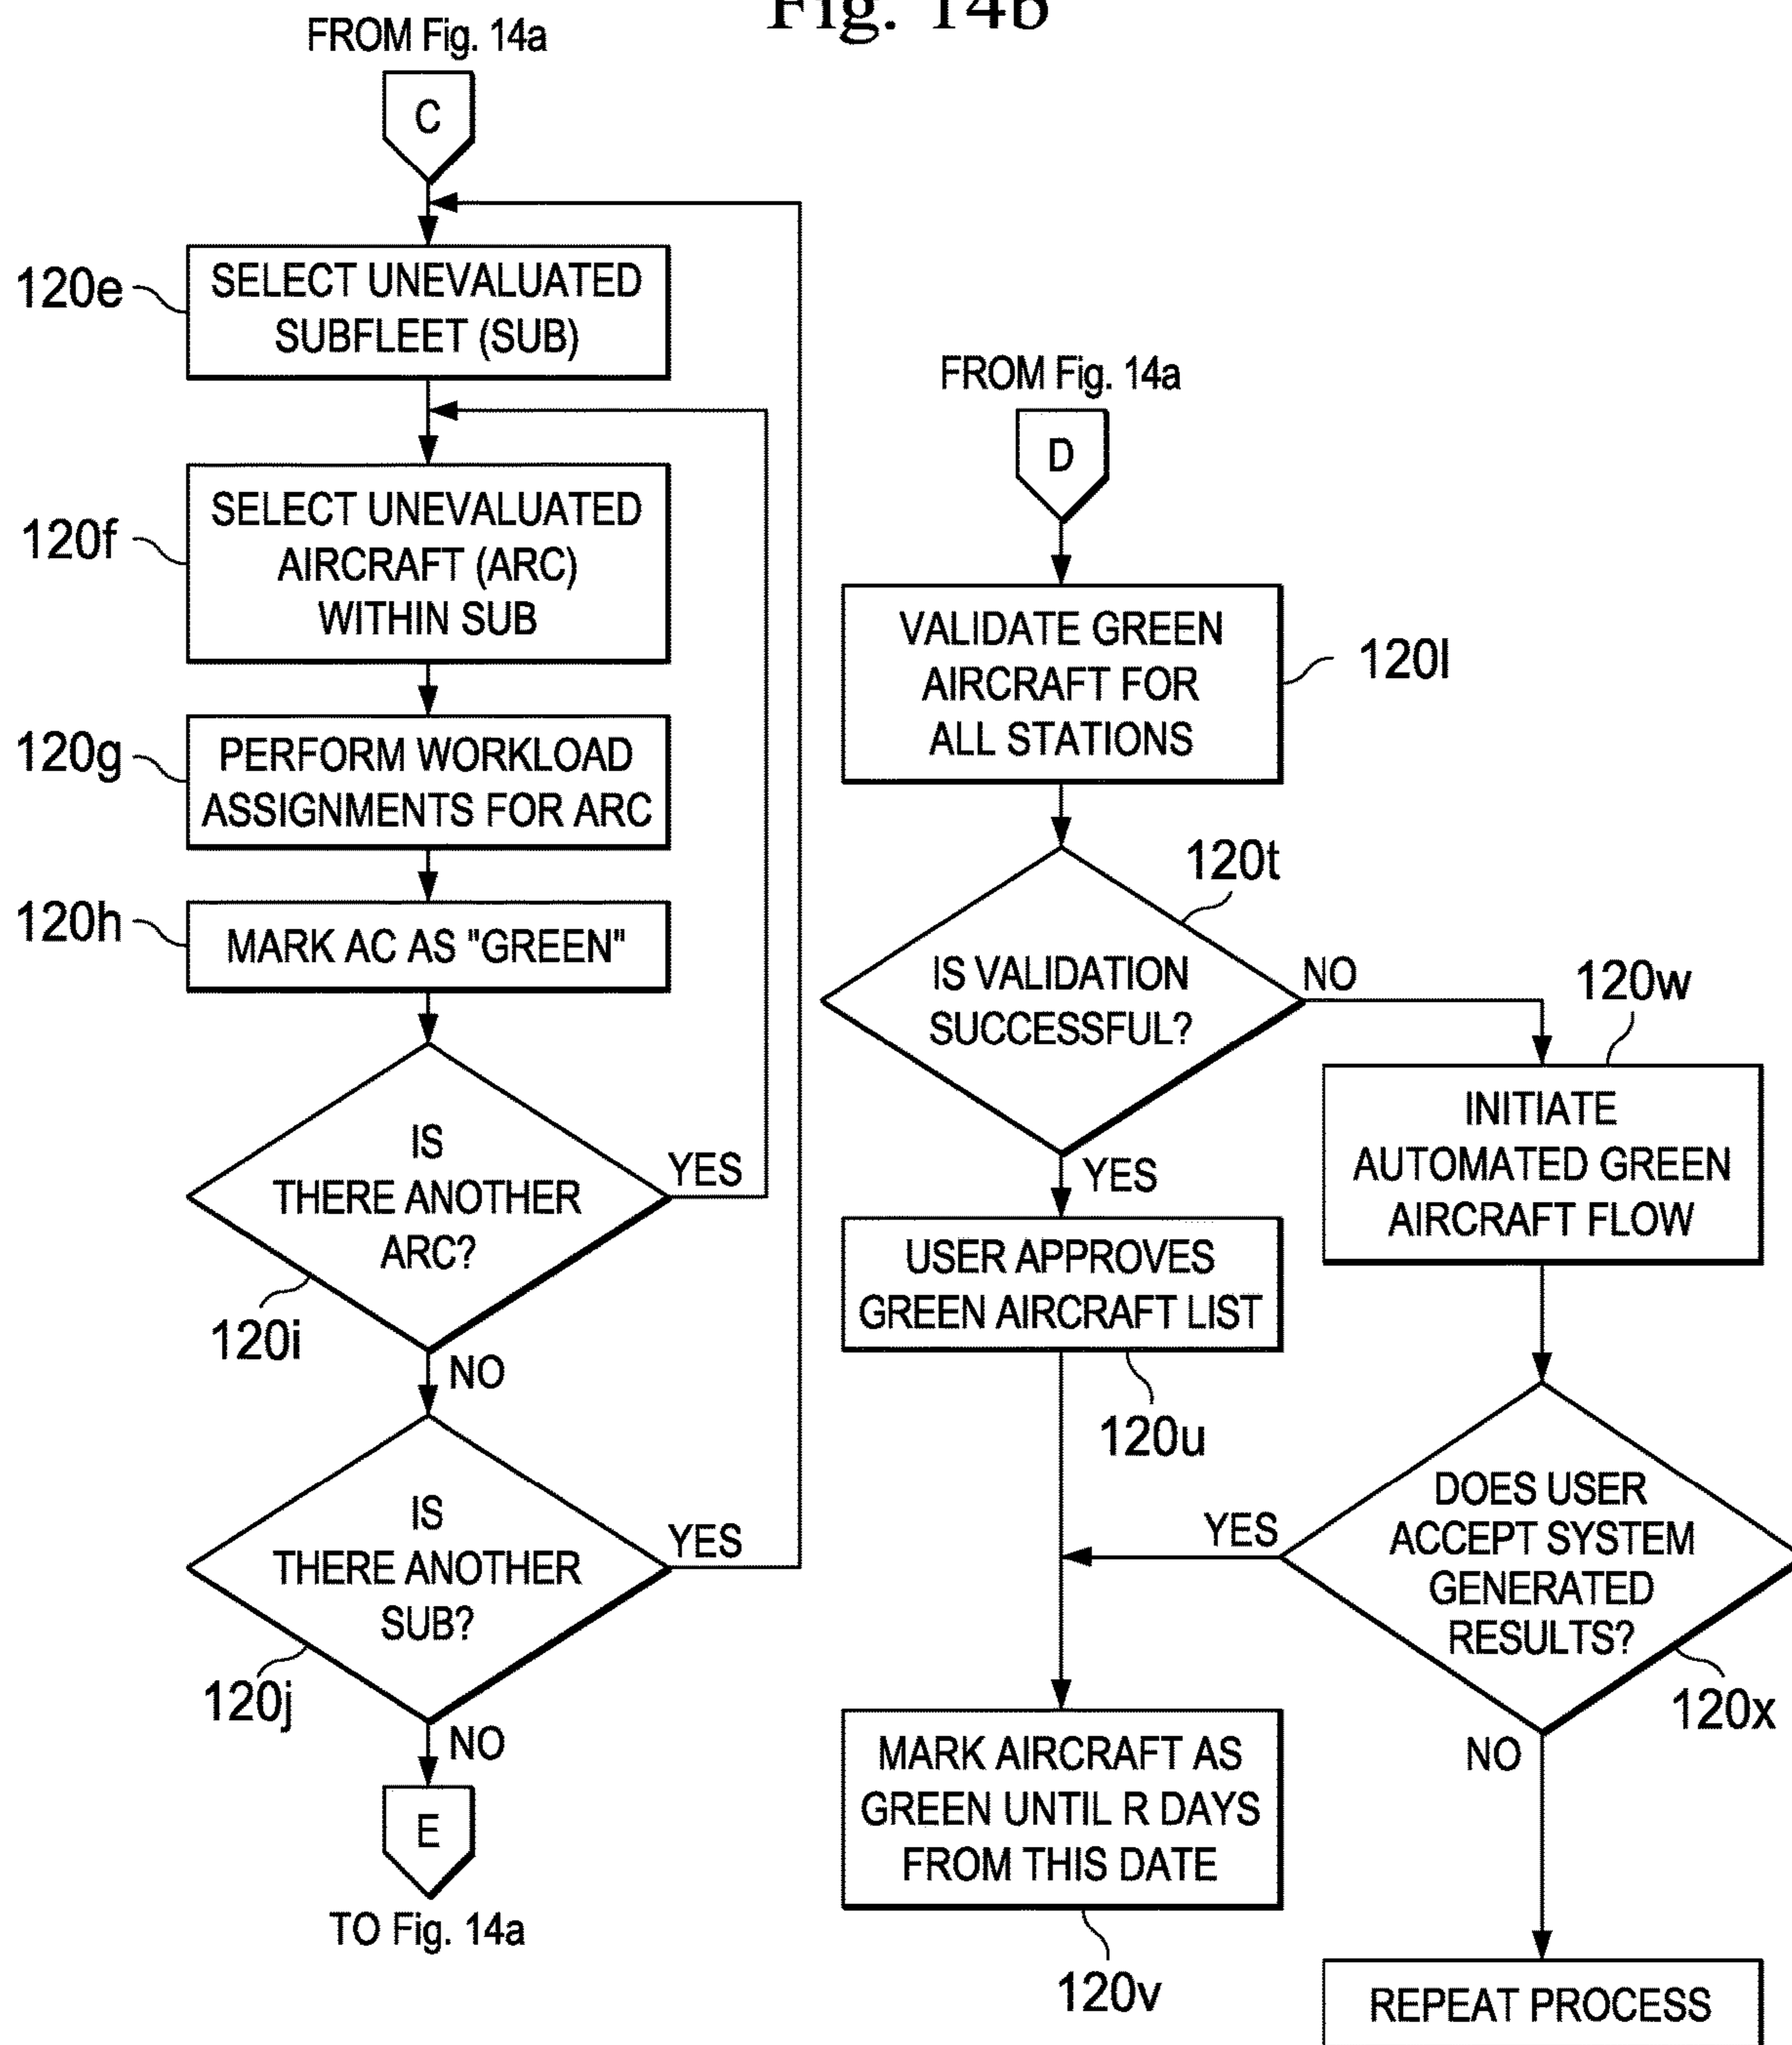 Fig. 14b
FROM Fig. 14a
C
120e
SELECT UNEVALUATED
SUBFLEET (SUB)
120f
SELECT UNEVALUATED
AIRCRAFT (ARC)
WITHIN SUB
120g
PERFORM WORKLOAD
ASSIGNMENTS FOR ARC
120h
MARK AC AS "GREEN"
IS
THERE ANOTHER
ARC?
YES
120i
NO
IS
THERE ANOTHER
SUB?
YES
120j
NO
E
TO Fig. 14a
FROM Fig. 14a
D
VALIDATE GREEN
AIRCRAFT FOR
ALL STATIONS
120l
120t
IS VALIDATION
SUCCESSFUL?
NO
YES
120w
INITIATE
AUTOMATED GREEN
AIRCRAFT FLOW
USER APPROVES
GREEN AIRCRAFT LIST
120u
DOES USER
ACCEPT SYSTEM
GENERATED
RESULTS?
YES
120x
NO
MARK AIRCRAFT AS
GREEN UNTIL R DAYS
FROM THIS DATE
120v
REPEAT PROCESS